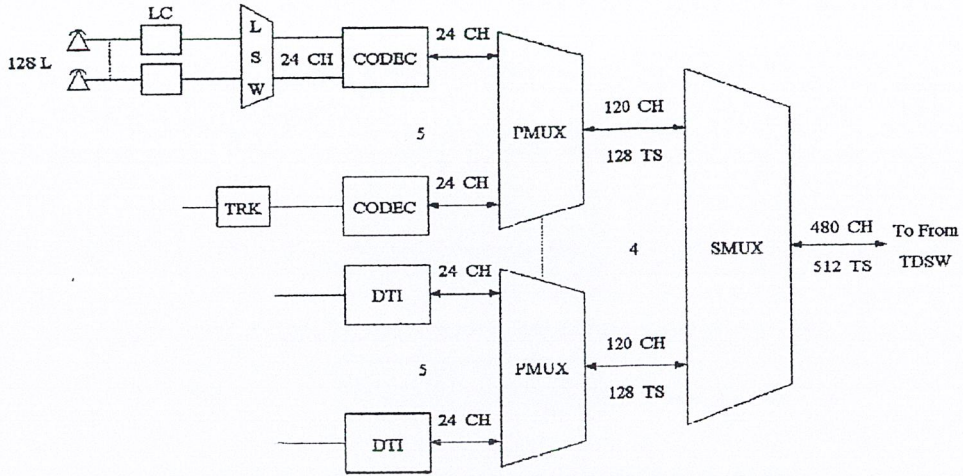 LC
128 L
L
S
W
24 CH
CODEC
24 CH
5
PMUX
120 CH
128 TS
TRK
CODEC
24 CH
4
SMUX
480 CH
512 TS
To From
TDSW
DTI
24 CH
5
PMUX
120 CH
128 TS
DTI
24 CH